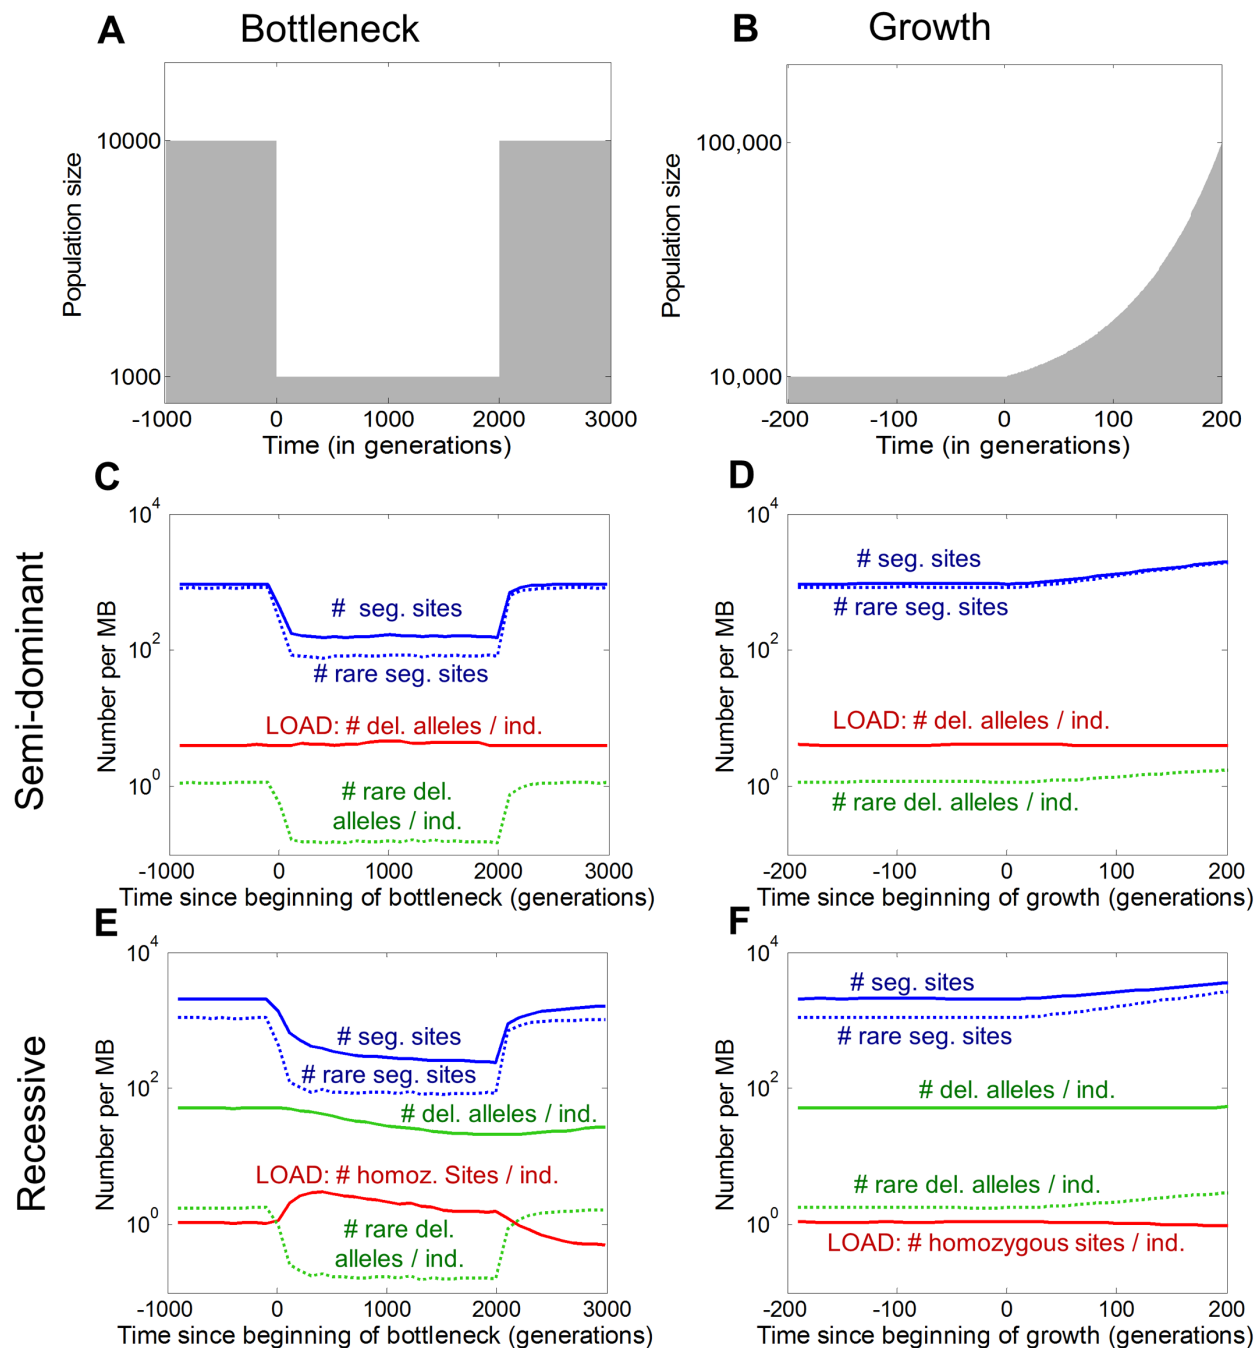 A
Bottleneck
B
Growth
Population size
10000
1000
-1000
0
1000
2000
3000
Time (in generations)
Population size
100,000
10,000
-200
-100
0
100
200
Time (in generations)
Semi-dominant
C
Number per MB
10^4
10^2
10^0
# seg. sites
# rare seg. sites
LOAD: # del. alleles / ind.
# rare del.
alleles / ind.
-1000
0
1000
2000
3000
Time since beginning of bottleneck (generations)
D
Number per MB
10^4
10^2
10^0
# seg. sites
# rare seg. sites
LOAD: # del. alleles / ind.
# rare del. alleles / ind.
-200
-100
0
100
200
Time since beginning of growth (generations)
Recessive
E
Number per MB
10^4
10^2
10^0
# seg. sites
# rare seg. sites
# del. alleles / ind.
LOAD: # homoz. Sites / ind.
# rare del.
alleles / ind.
-1000
0
1000
2000
3000
Time since beginning of bottleneck (generations)
F
Number per MB
10^4
10^2
10^0
# seg. sites
# rare seg. sites
# del. alleles / ind.
# rare del. alleles / ind.
LOAD: # homozygous sites / ind.
-200
-100
0
100
200
Time since beginning of growth (generations)